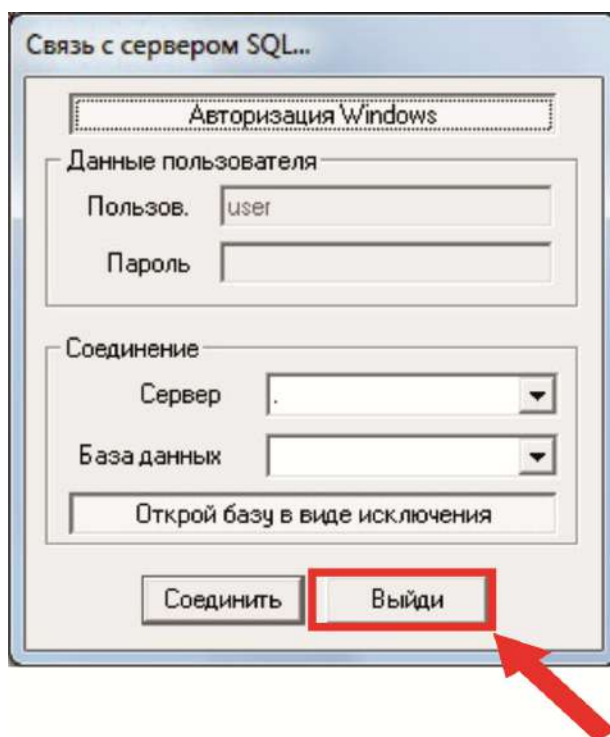 Связь с сервером SQL...
Авторизация Windows
Данные пользователя
Пользов. user
Пароль
Соединение
Сервер .
База данных
Открой базу в виде исключения
Соединить Выйди